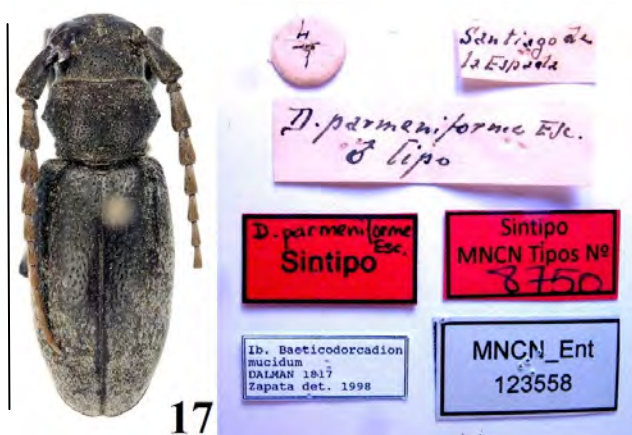 Santiago de
la Espada
D. parmeniforme Esc.
♂ tipo
D. parmeniforme
Esc.
Sintipo
Sintipo
MNCN Tipos Nº
8750
Ib. Baeticodorcadion
mucidum
DALMAN 1817
Zapata det. 1998
MNCN_Ent
123558
17